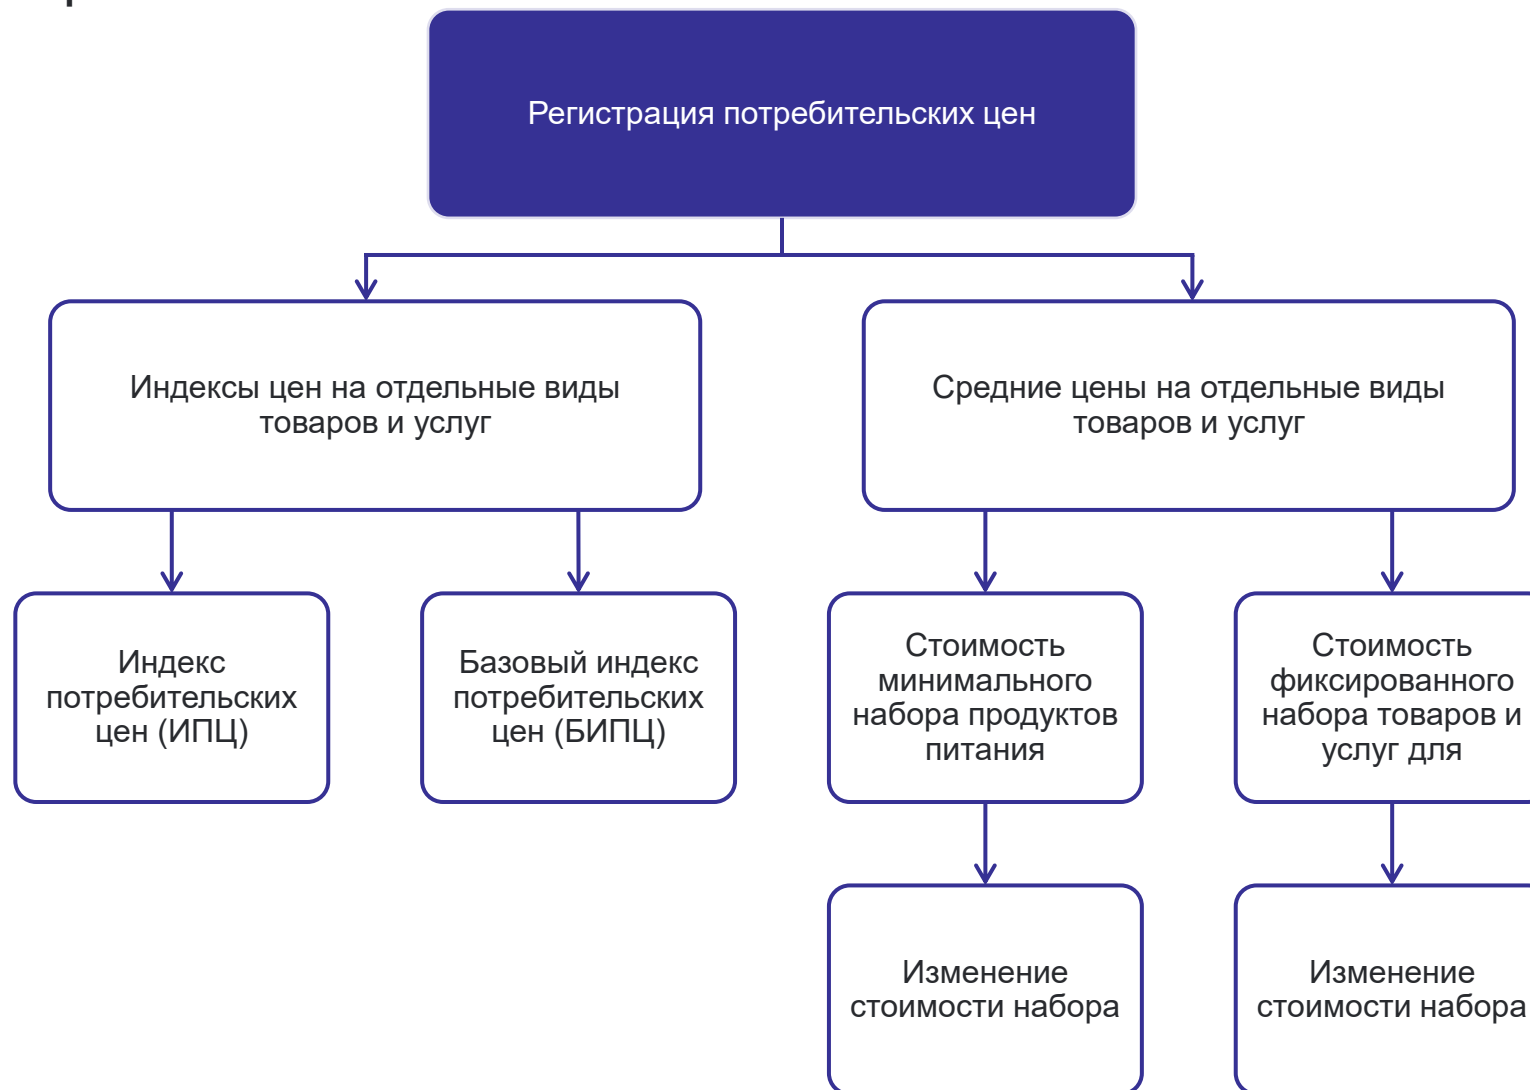 Регистрация потребительских цен
Индексы цен на отдельные виды
товаров и услуг
Средние цены на отдельные виды
товаров и услуг
Индекс
потребительских
цен (ИПЦ)
Базовый индекс
потребительских
цен (БИПЦ)
Стоимость
минимального
набора продуктов
питания
Стоимость
фиксированного
набора товаров и
услуг для
Изменение
стоимости набора
Изменение
стоимости набора